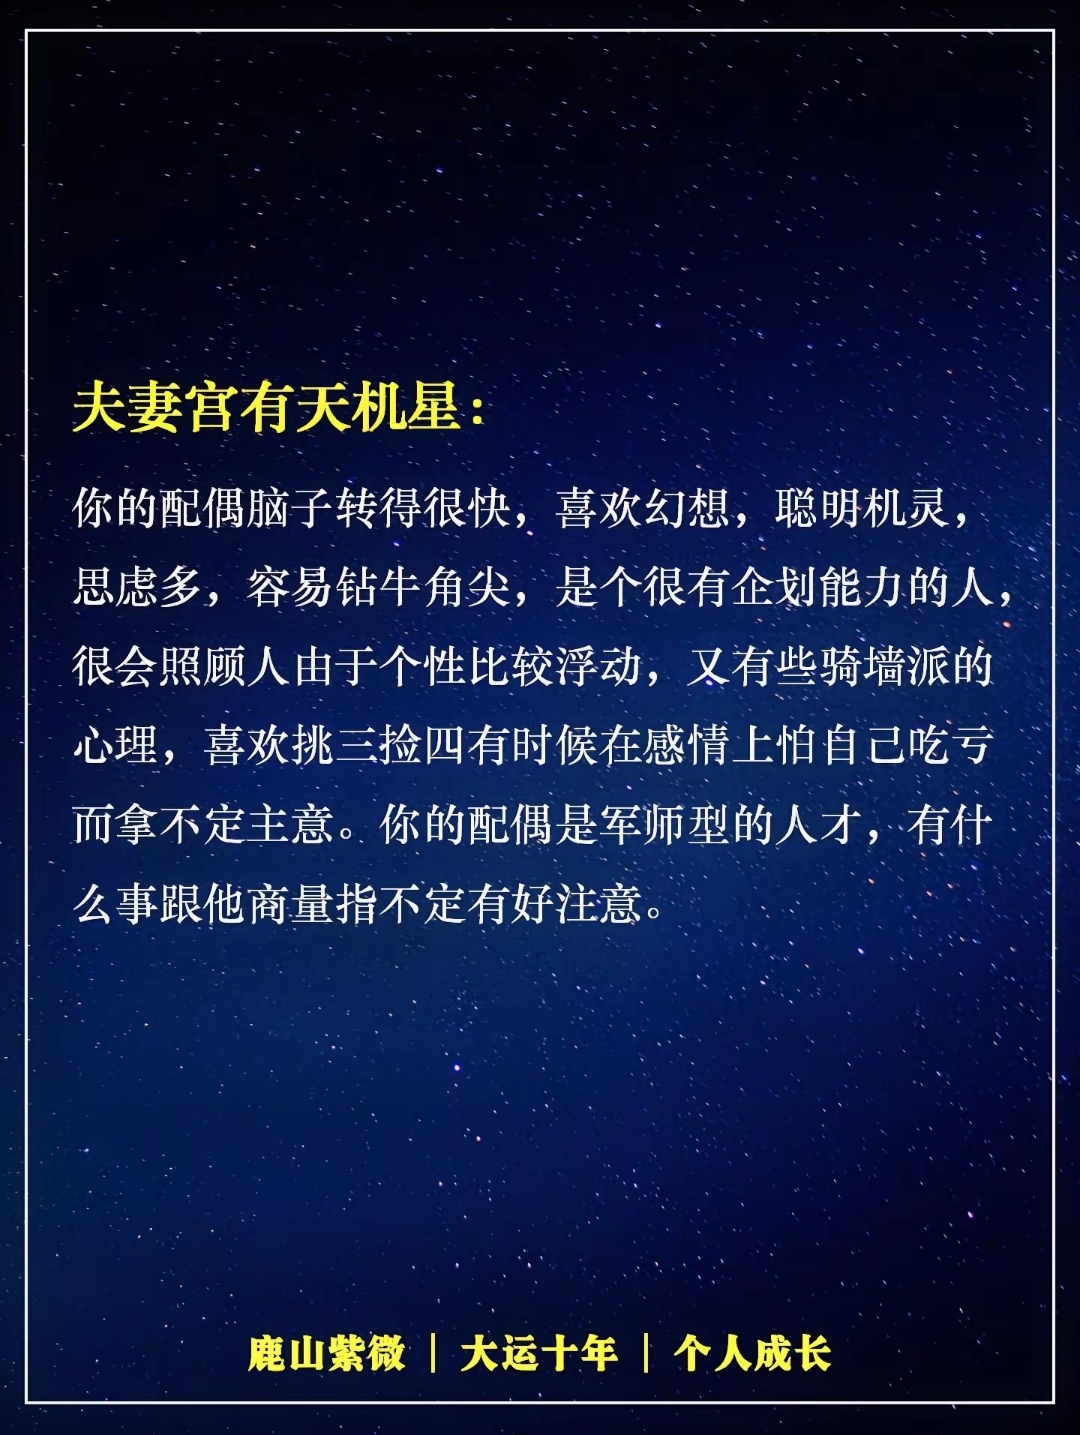 夫妻宫有天机星：
你的配偶脑子转得很快，喜欢幻想，聪明机灵，
思虑多，容易钻牛角尖，是个很有企划能力的人，
很会照顾人由于个性比较浮动，又有些骑墙派的
心理，喜欢挑三捡四有时候在感情上怕自己吃亏
而拿不定主意。你的配偶是军师型的人才，有什
么事跟他商量指不定有好注意。
鹿山紫微｜大运十年｜个人成长